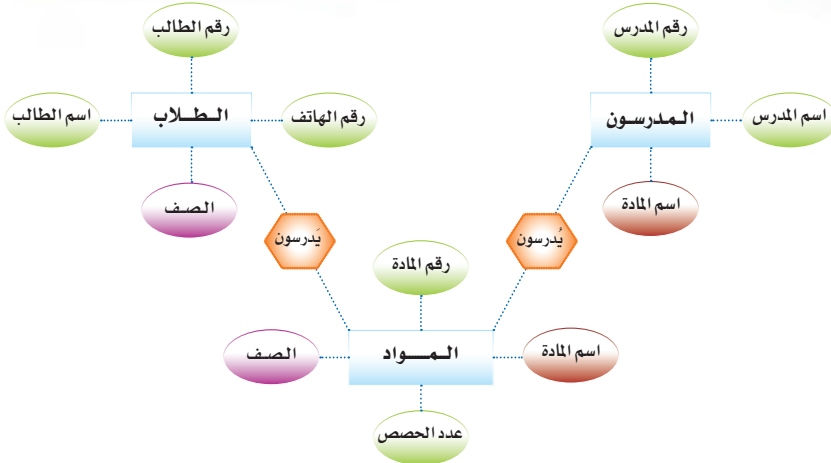 رقم المدرس
رقم الطالب
اسم المدرس
المدرسون
رقم الهاتف
الطلاب
اسم الطالب
اسم المادة
الصف
يُدرسون
يَدرسون
رقم المادة
اسم المادة
المواد
الصف
عدد الحصص